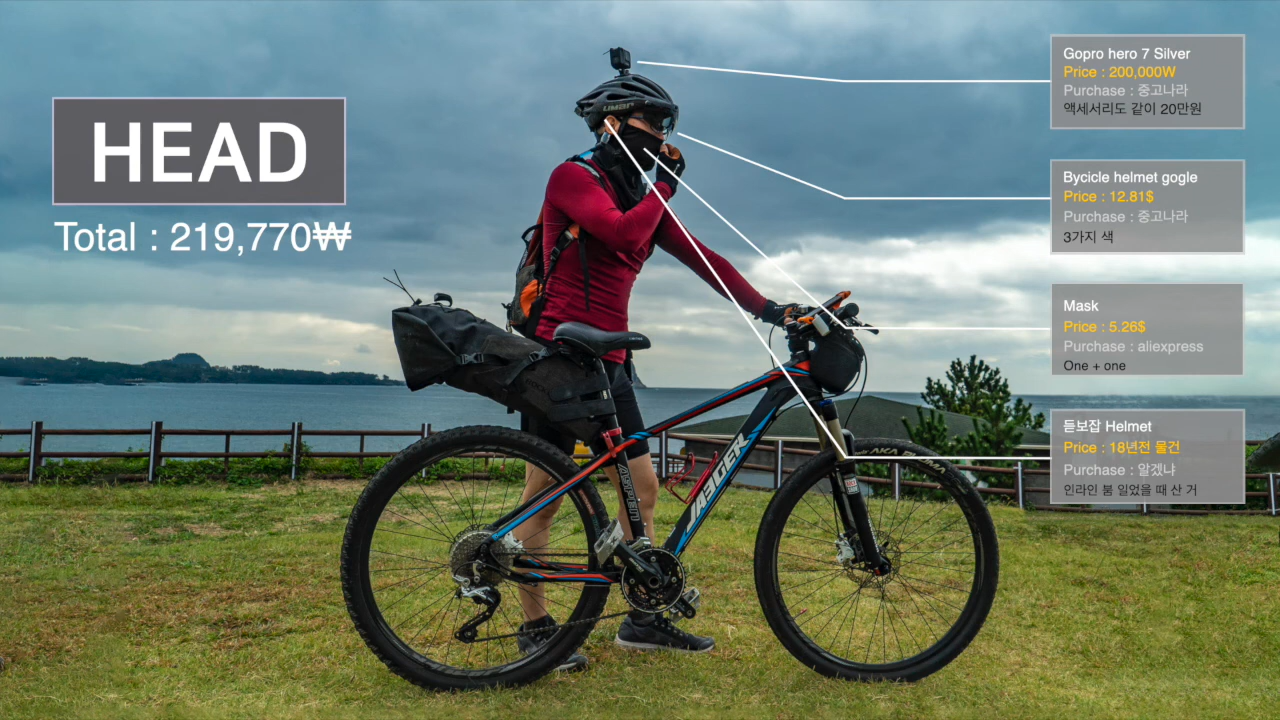 HEAD
Total : 219,770₩
Gopro hero 7 Silver
Price : 200,000W
Purchase : 중고나라
액세서리도 같이 20만원
Bycicle helmet gogle
Price : 12.81$
Purchase : 중고나라
3가지 색
Mask
Price : 5.26$
Purchase : aliexpress
One + one
듣보잡 Helmet
Price : 18년전 물건
Purchase : 알겠냐
인라인 붐 일었을 때 산 거
LIMAR
JAEGER
ASPIEN